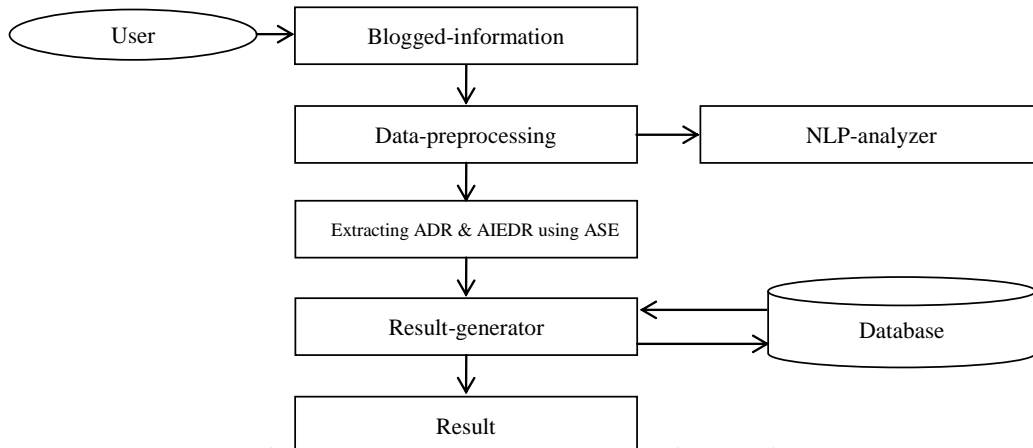 User
Blogged-information
Data-preprocessing
NLP-analyzer
Extracting ADR & AIEDR using ASE
Result-generator
Database
Result